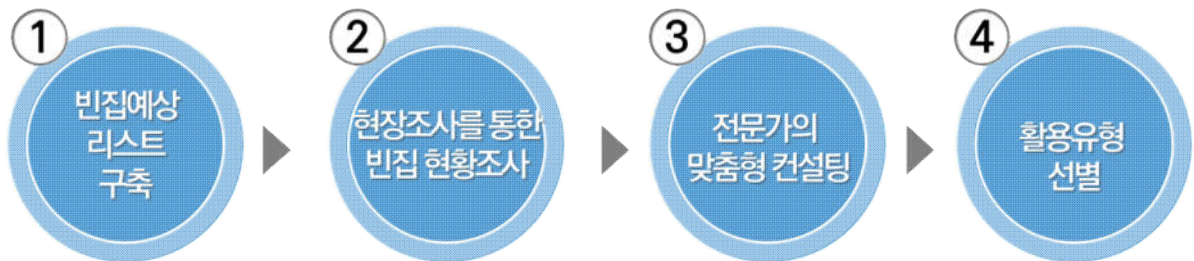 1
빈집예상
리스트
구축
2
현장조사를 통한
빈집 현황조사
3
전문가의
맞춤형 컨설팅
4
활용유형
선별